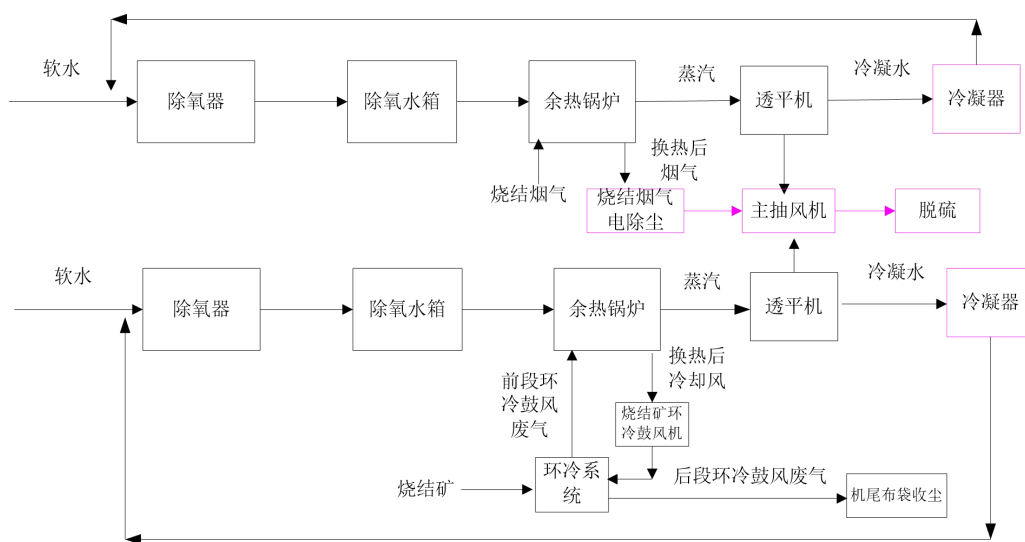 软水
除氧器
除氧水箱
余热锅炉
蒸汽
透平机
冷凝水
冷凝器
烧结烟气
换热后
烟气
烧结烟气
电除尘
主抽风机
脱硫
软水
除氧器
除氧水箱
余热锅炉
蒸汽
透平机
冷凝水
冷凝器
前段环
冷鼓风
废气
换热后
冷却风
烧结矿环
冷鼓风机
烧结矿
环冷系
统
后段环冷鼓风废气
机尾布袋收尘